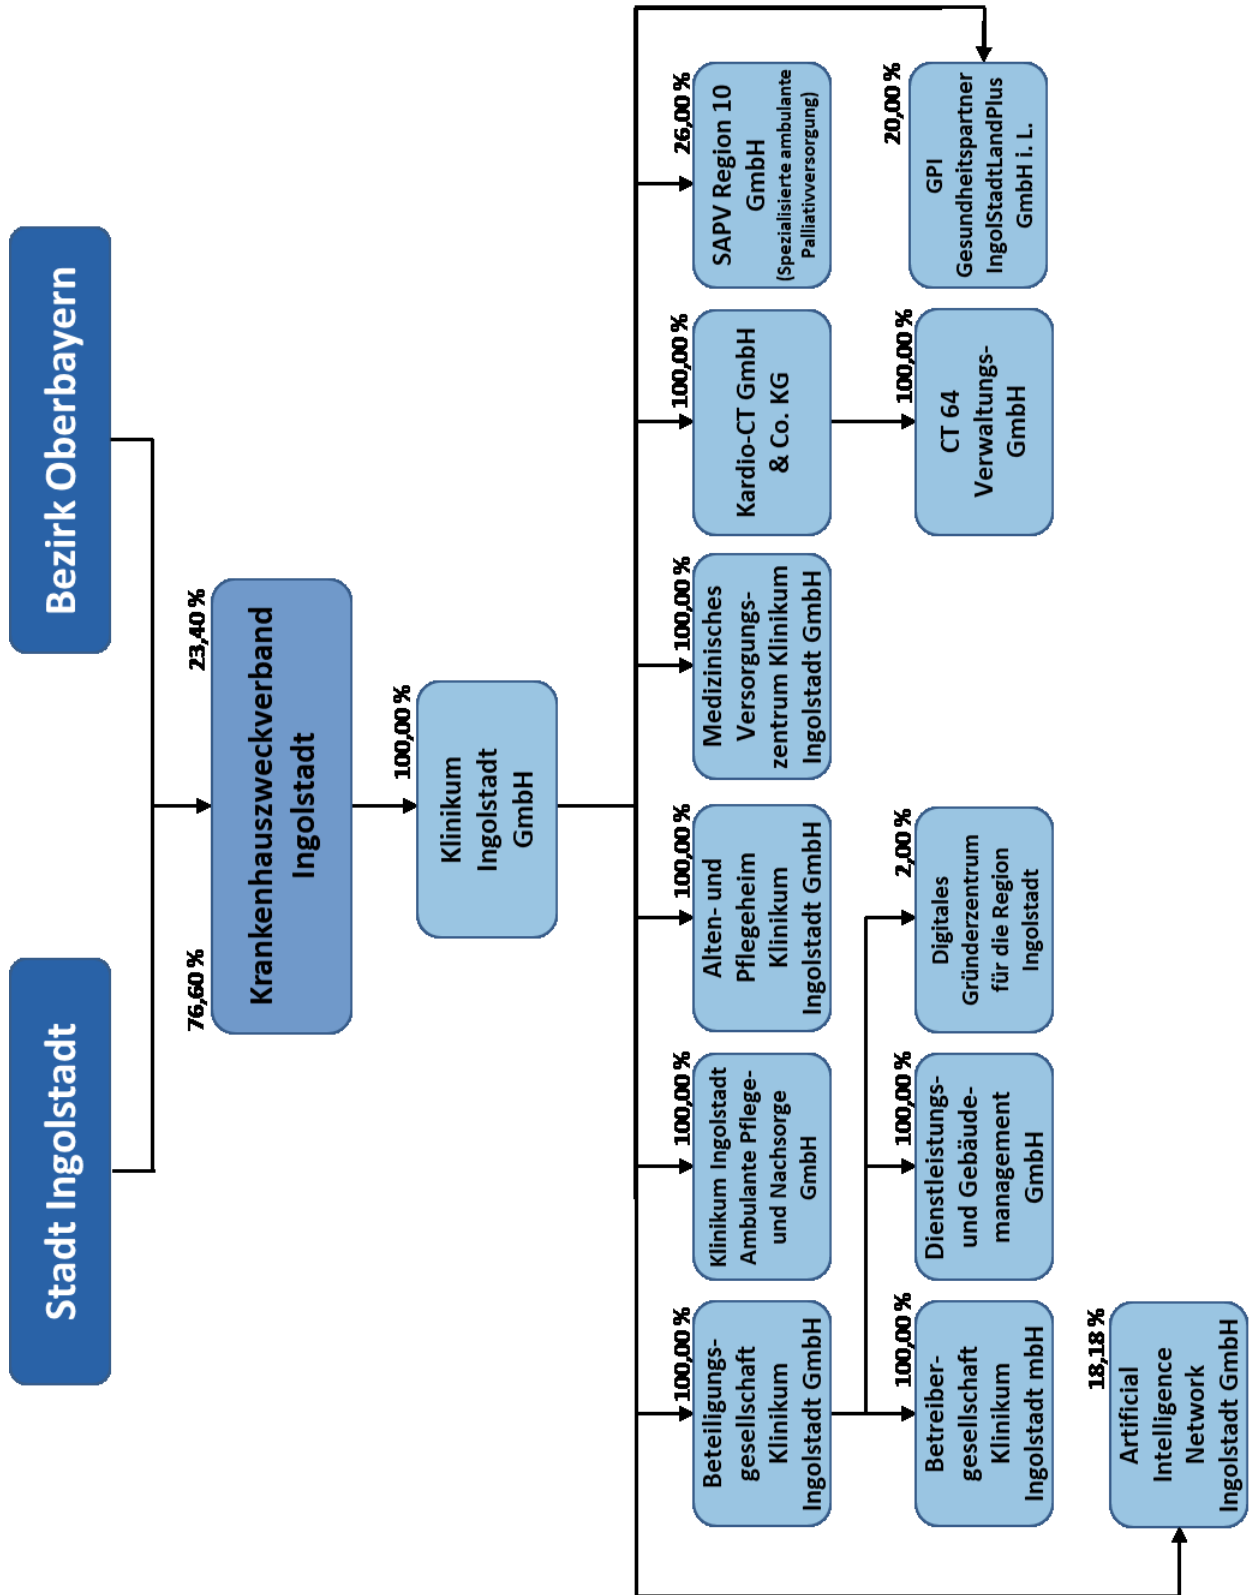 Stadt Ingolstadt
Bezirk Oberbayern
76,60 %
23,40 %
Krankenhauszweckverband
Ingolstadt
100,00 %
Klinikum
Ingolstadt
GmbH
100,00 %
Beteiligungs-
gesellschaft
Klinikum
Ingolstadt GmbH
100,00 %
Klinikum Ingolstadt
Ambulante Pflege-
und Nachsorge
GmbH
100,00 %
Alten- und
Pflegeheim
Klinikum
Ingolstadt GmbH
100,00 %
Medizinisches
Versorgungs-
zentrum Klinikum
Ingolstadt GmbH
100,00 %
Kardio-CT GmbH
& Co. KG
26,00 %
SAPV Region 10
GmbH
(Spezialisierte ambulante
Palliativversorgung)
100,00 %
Betreiber-
gesellschaft
Klinikum
Ingolstadt mbH
100,00 %
Dienstleistungs-
und Gebäude-
management
GmbH
2,00 %
Digitales
Gründerzentrum
für die Region
Ingolstadt
100,00 %
CT 64
Verwaltungs-
GmbH
20,00 %
GPI
Gesundheitspartner
IngolStadtLandPlus
GmbH i. L.
18,18 %
Artificial
Intelligence
Network
Ingolstadt GmbH